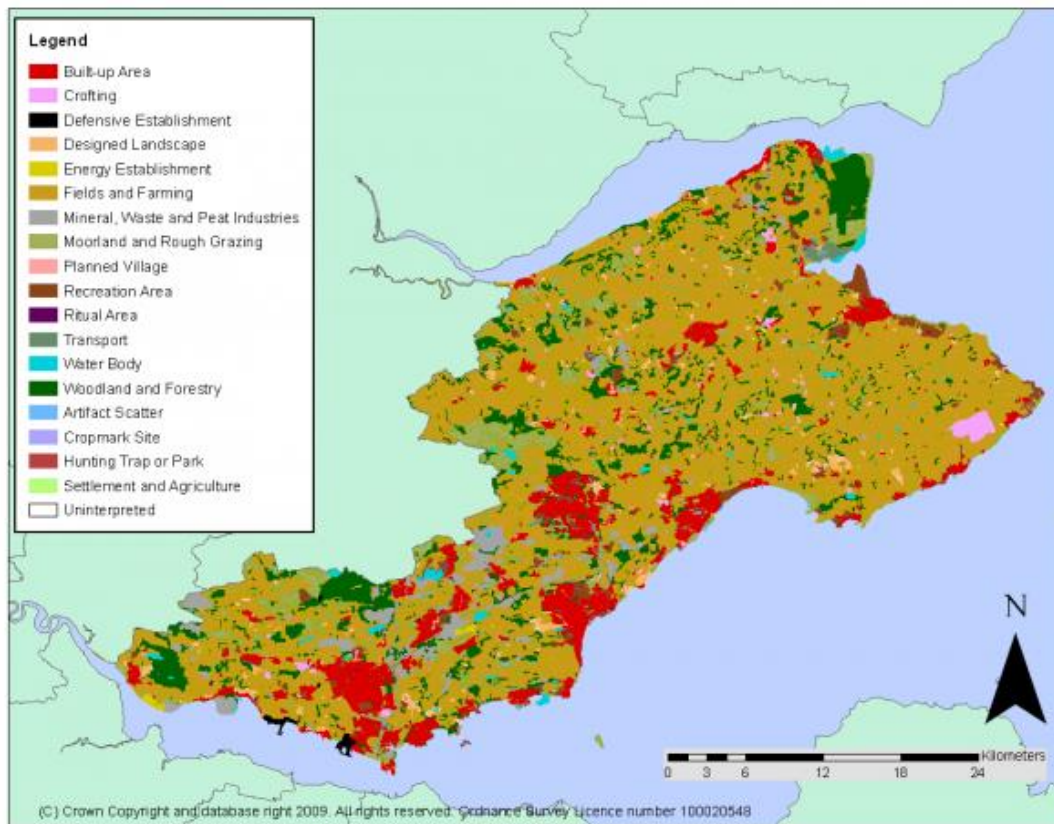 Legend
Built-up Area
Crofting
Defensive Establishment
Designed Landscape
Energy Establishment
Fields and Farming
Mineral, Waste and Peat Industries
Moorland and Rough Grazing
Planned Village
Recreation Area
Ritual Area
Transport
Water Body
Woodland and Forestry
Artifact Scatter
Cropmark Site
Hunting Trap or Park
Settlement and Agriculture
Uninterpreted
N
Kilometers
0 3 6 12 18 24
(C) Crown Copyright and database right 2009. All rights reserved. Ordnance Survey Licence number 100020548